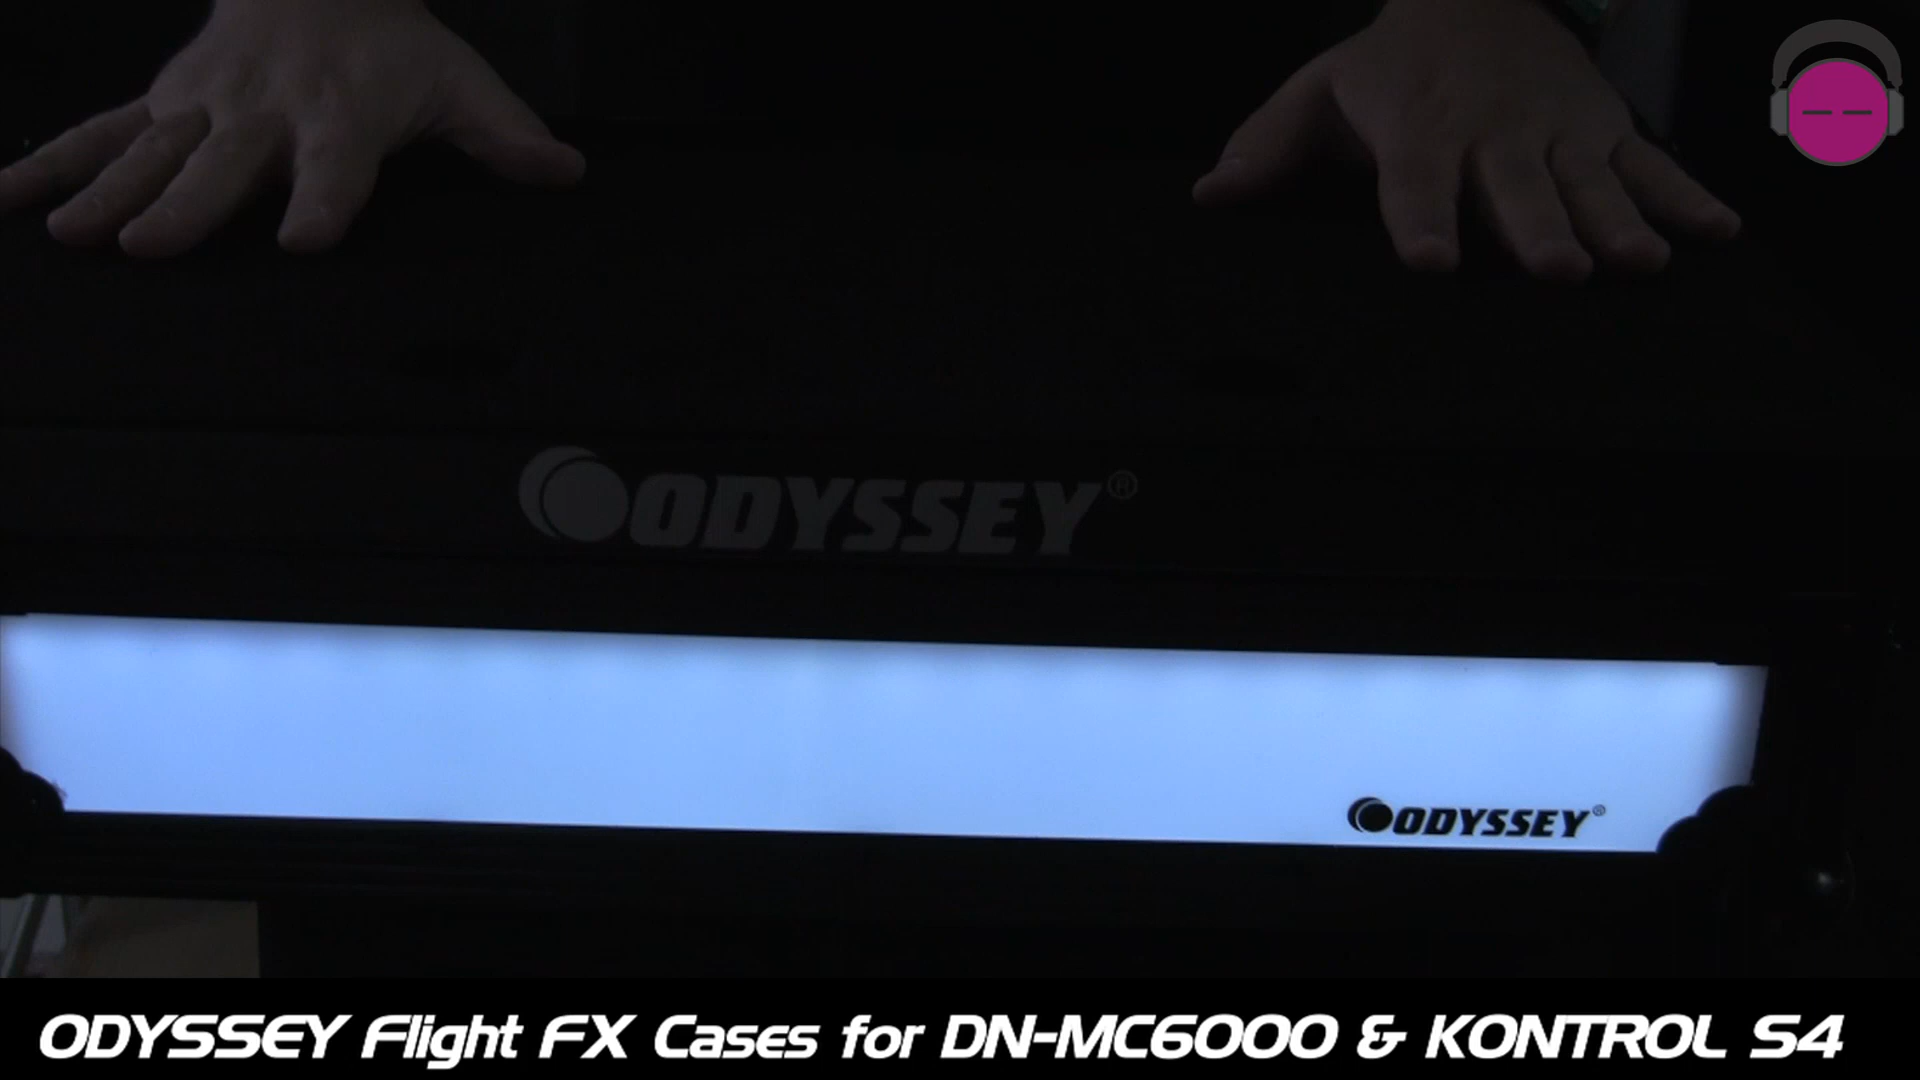 ODYSSEY®
ODYSSEY®
ODYSSEY Flight FX Cases for DN-MC6000 & KONTROL S4